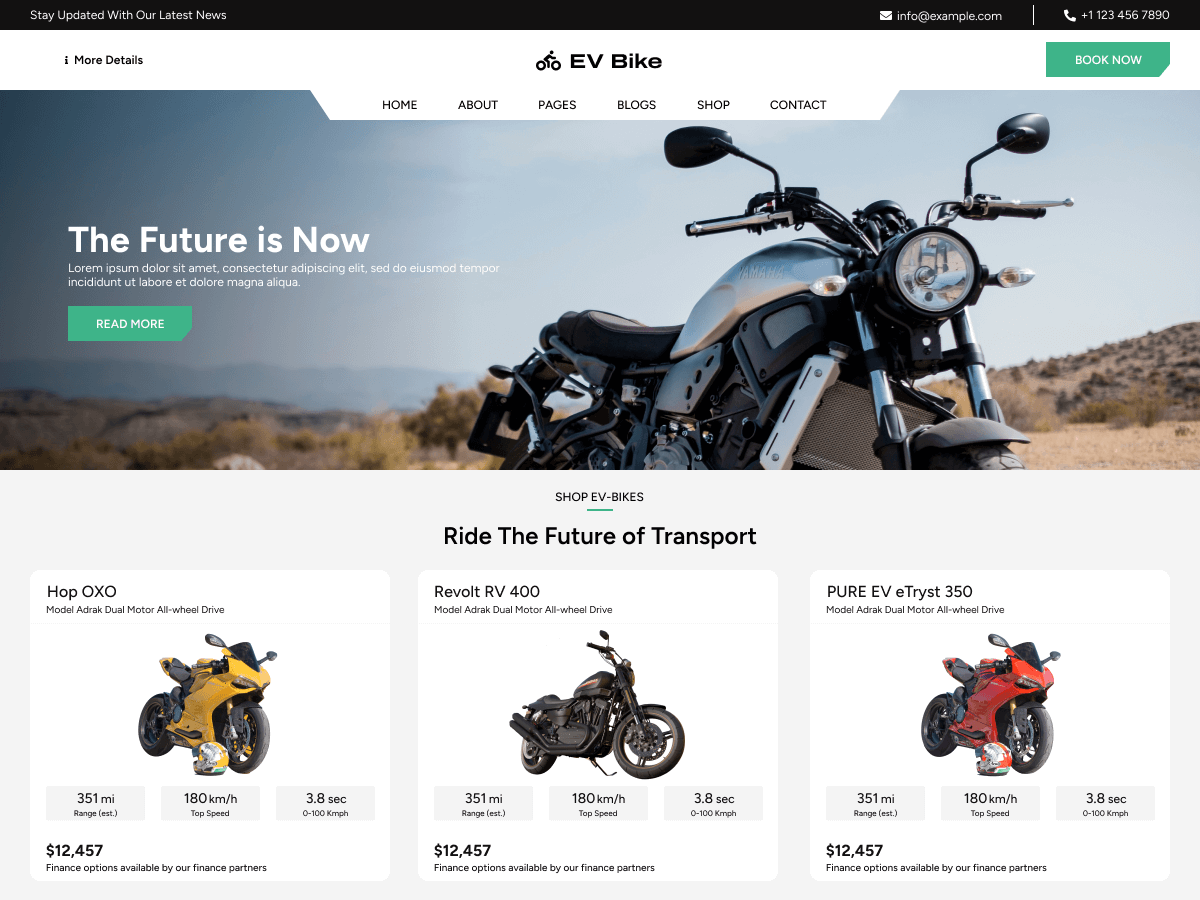 Stay Updated With Our Latest News
info@example.com
+1 123 456 7890
More Details
EV Bike
BOOK NOW
HOME ABOUT PAGES BLOGS SHOP CONTACT
YAMAHA
The Future is Now
Lorem ipsum dolor sit amet, consectetur adipiscing elit, sed do eiusmod tempor
incididunt ut labore et dolore magna aliqua.
READ MORE
SHOP EV-BIKES
Ride The Future of Transport
Hop OXO
Model Adrak Dual Motor All-wheel Drive
351 mi
Range (est.)
180 km/h
Top Speed
3.8 sec
0-100 Kmph
$12,457
Finance options available by our finance partners
Revolt RV 400
Model Adrak Dual Motor All-wheel Drive
351 mi
Range (est.)
180 km/h
Top Speed
3.8 sec
0-100 Kmph
$12,457
Finance options available by our finance partners
PURE EV eTryst 350
Model Adrak Dual Motor All-wheel Drive
351 mi
Range (est.)
180 km/h
Top Speed
3.8 sec
0-100 Kmph
$12,457
Finance options available by our finance partners